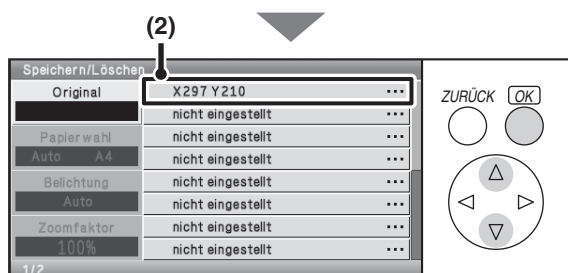 (2)
Speichern/Löschen
Original
X297 Y210 ...
nicht eingestellt ...
Papierwahl
nicht eingestellt ...
Auto A4
nicht eingestellt ...
Belichtung
nicht eingestellt ...
Auto
nicht eingestellt ...
Zoomfaktor
nicht eingestellt ...
100%
nicht eingestellt ...
1/2
ZURÜCK OK